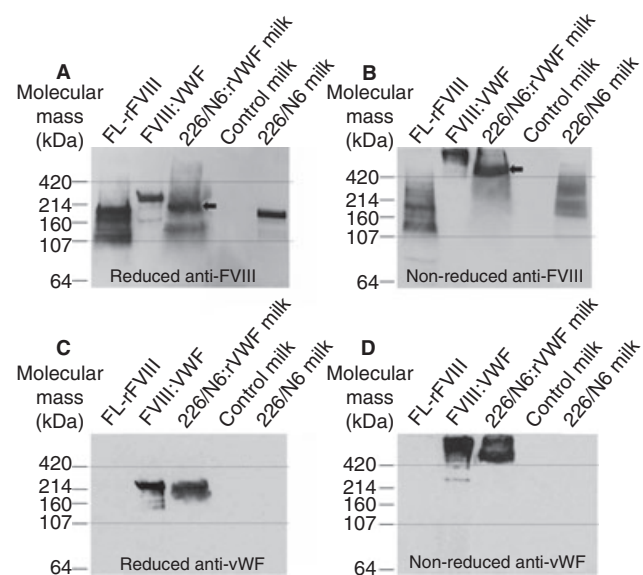 A
Molecular mass (kDa)
FL-rFVIII
FVIII:VWF
226/N6:rVWF milk
Control milk
226/N6 milk
420
214
160
107
64
Reduced anti-FVIII
B
Molecular mass (kDa)
FL-rFVIII
FVIII:VWF
226/N6:rVWF milk
Control milk
226/N6 milk
420
214
160
107
64
Non-reduced anti-FVIII
C
Molecular mass (kDa)
FL-rFVIII
FVIII:VWF
226/N6:rVWF milk
Control milk
226/N6 milk
420
214
160
107
64
Reduced anti-vWF
D
Molecular mass (kDa)
FL-rFVIII
FVIII:VWF
226/N6:rVWF milk
Control milk
226/N6 milk
420
214
160
107
64
Non-reduced anti-vWF